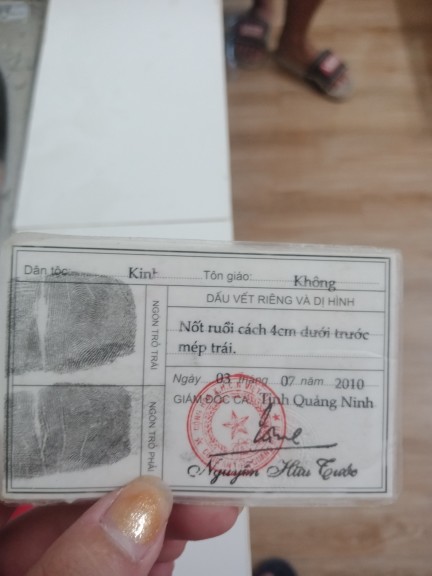 Dân tộc: Kinh Tôn giáo: Không
NGÓN TRỎ TRÁI
NGÓN TRỎ PHẢI
DẤU VẾT RIÊNG VÀ DỊ HÌNH
Nốt ruồi cách 4cm dưới trước
mép trái.
Ngày 03 tháng 07 năm 2010
GIÁM ĐỐC CA Tỉnh Quảng Ninh
Nguyễn Hữu Tước